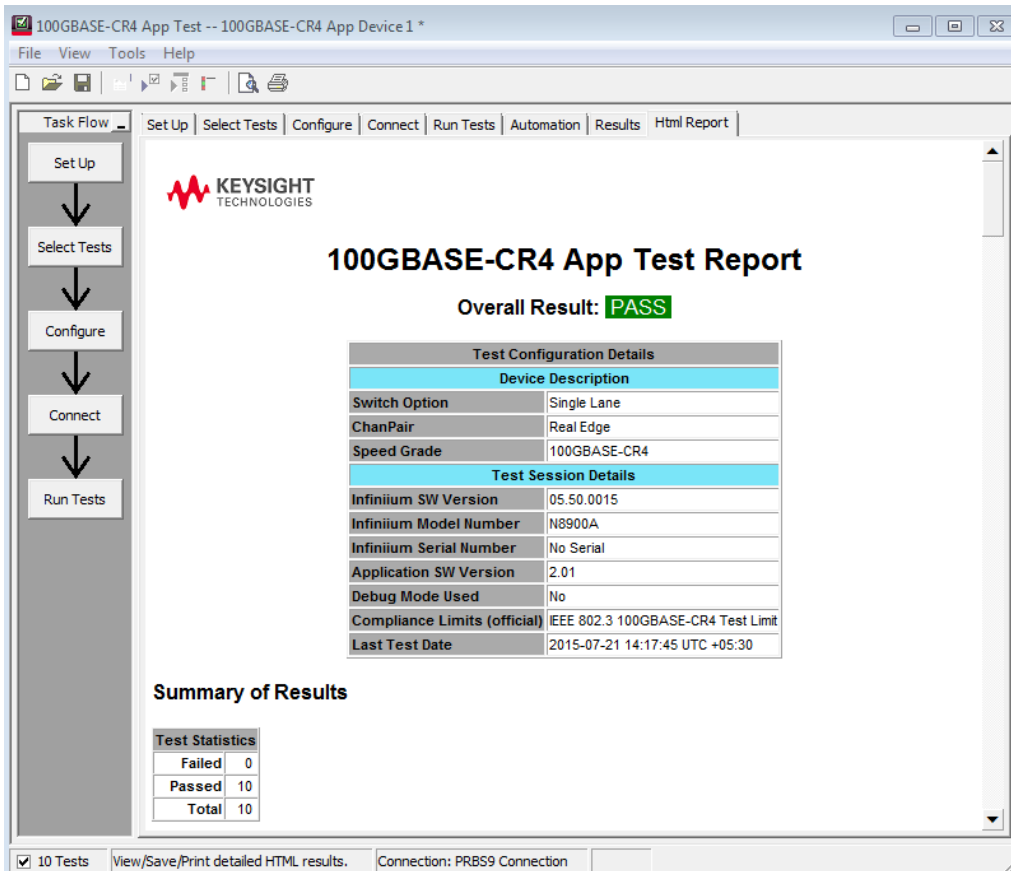 100GBASE-CR4 App Test -- 100GBASE-CR4 App Device 1 *
File View Tools Help
Task Flow
Set Up Select Tests Configure Connect Run Tests Automation Results Html Report
Set Up
Select Tests
Configure
Connect
Run Tests
KEYSIGHT
TECHNOLOGIES
100GBASE-CR4 App Test Report
Overall Result: PASS
Test Configuration Details
Device Description
Switch Option Single Lane
ChanPair Real Edge
Speed Grade 100GBASE-CR4
Test Session Details
Infiniium SW Version 05.50.0015
Infiniium Model Number N8900A
Infiniium Serial Number No Serial
Application SW Version 2.01
Debug Mode Used No
Compliance Limits (official) IEEE 802.3 100GBASE-CR4 Test Limit
Last Test Date 2015-07-21 14:17:45 UTC +05:30
Summary of Results
Test Statistics
Failed 0
Passed 10
Total 10
10 Tests View/Save/Print detailed HTML results. Connection: PRBS9 Connection